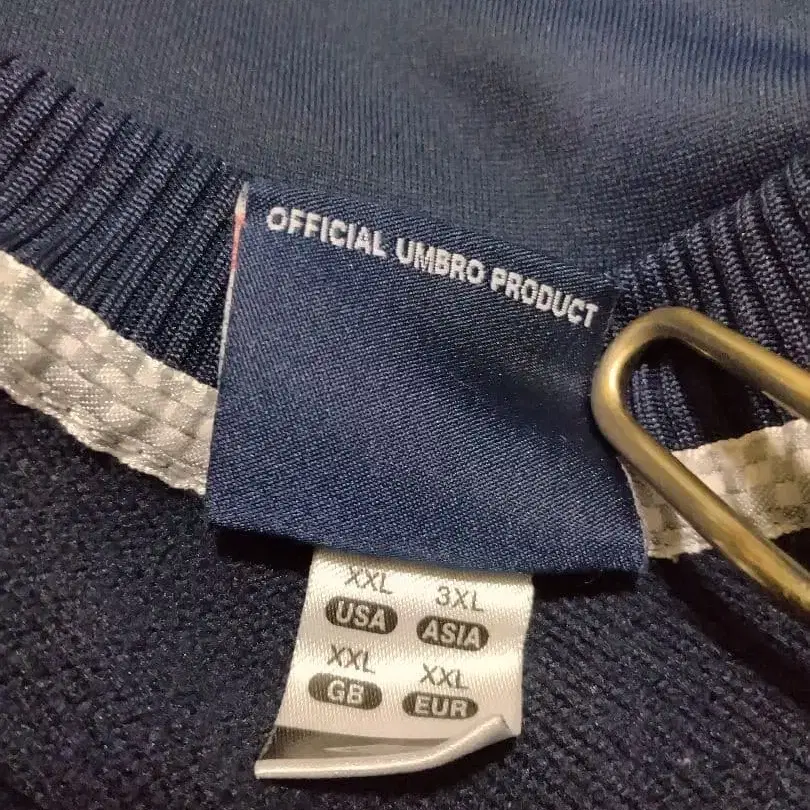 OFFICIAL UMBRO PRODUCT
XXL 3XL
USA ASIA
XXL XXL
GB EUR